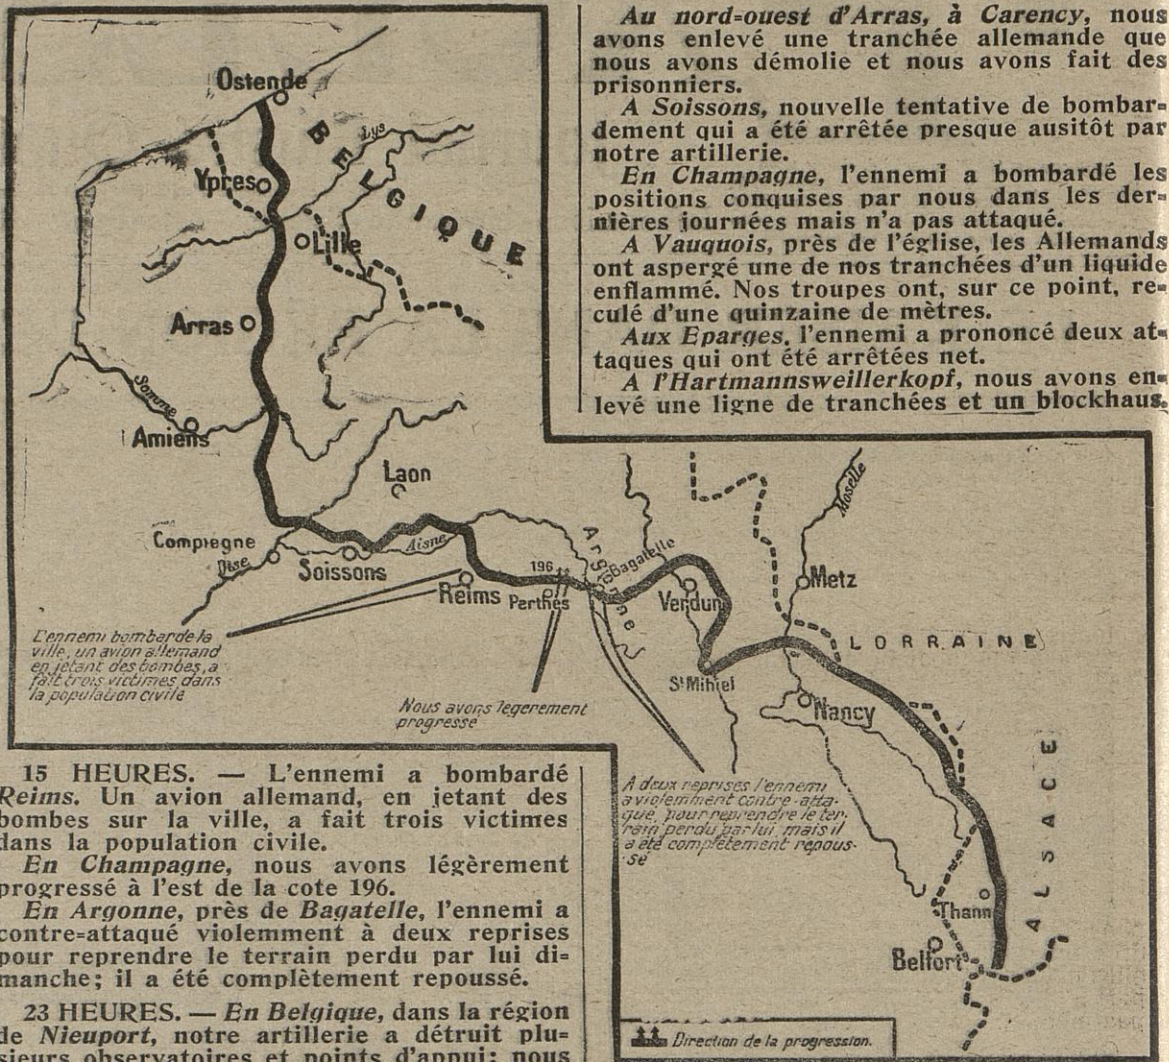 Au nord=ouest d'Arras, à Carency, nous
avons enlevé une tranchée allemande que
nous avons démolie et nous avons fait des
prisonniers.
A Soissons, nouvelle tentative de bombar=
dement qui a été arrêtée presque ausitôt par
notre artillerie.
En Champagne, l'ennemi a bombardé les
positions conquises par nous dans les der=
nières journées mais n'a pas attaqué.
A Vauquois, près de l'église, les Allemands
ont aspergé une de nos tranchées d'un liquide
enflammé. Nos troupes ont, sur ce point, re=
culé d'une quinzaine de mètres.
Aux Eparges, l'ennemi a prononcé deux at=
taques qui ont été arrêtées net.
A l'Hartmannsweillerkopf, nous avons en=
levé une ligne de tranchées et un blockhaus.
Ostende
BELGIQUE
Lys
Ypres
Lille
Arras
Somme
Amiens
Laon
Compiegne
Oise
Soissons
Aisne
Reims
196
Perthes
Argonne
Bagatelle
Verdun
Moselle
Metz
LORRAINE
St Mihiel
Nancy
ALSACE
Thann
Belfort
L'ennemi bombarde la
ville, un avion allemand
en jetant des bombes, a
fait trois victimes dans
la population civile
Nous avons legerement
progressé
A deux reprises l'ennemi
a violemment contre-atta-
qué, pour reprendre le ter-
rain perdu par lui, mais il
a été complètement repous-
sé
Direction de la progression.
15 HEURES. — L'ennemi a bombardé
Reims. Un avion allemand, en jetant des
bombes sur la ville, a fait trois victimes
dans la population civile.
En Champagne, nous avons légèrement
progressé à l'est de la cote 196.
En Argonne, près de Bagatelle, l'ennemi a
contre=attaqué violemment à deux reprises
pour reprendre le terrain perdu par lui di=
manche; il a été complètement repoussé.
23 HEURES. — En Belgique, dans la région
de Nieuport, notre artillerie a détruit plu=
sieurs observatoires et points d'appui; nous